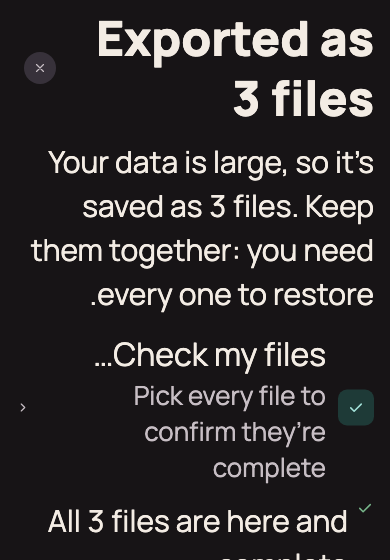 Exported as
3 files
Your data is large, so it's
saved as 3 files. Keep
them together: you need
.every one to restore
…Check my files
Pick every file to
confirm they're
complete
All 3 files are here and
complete